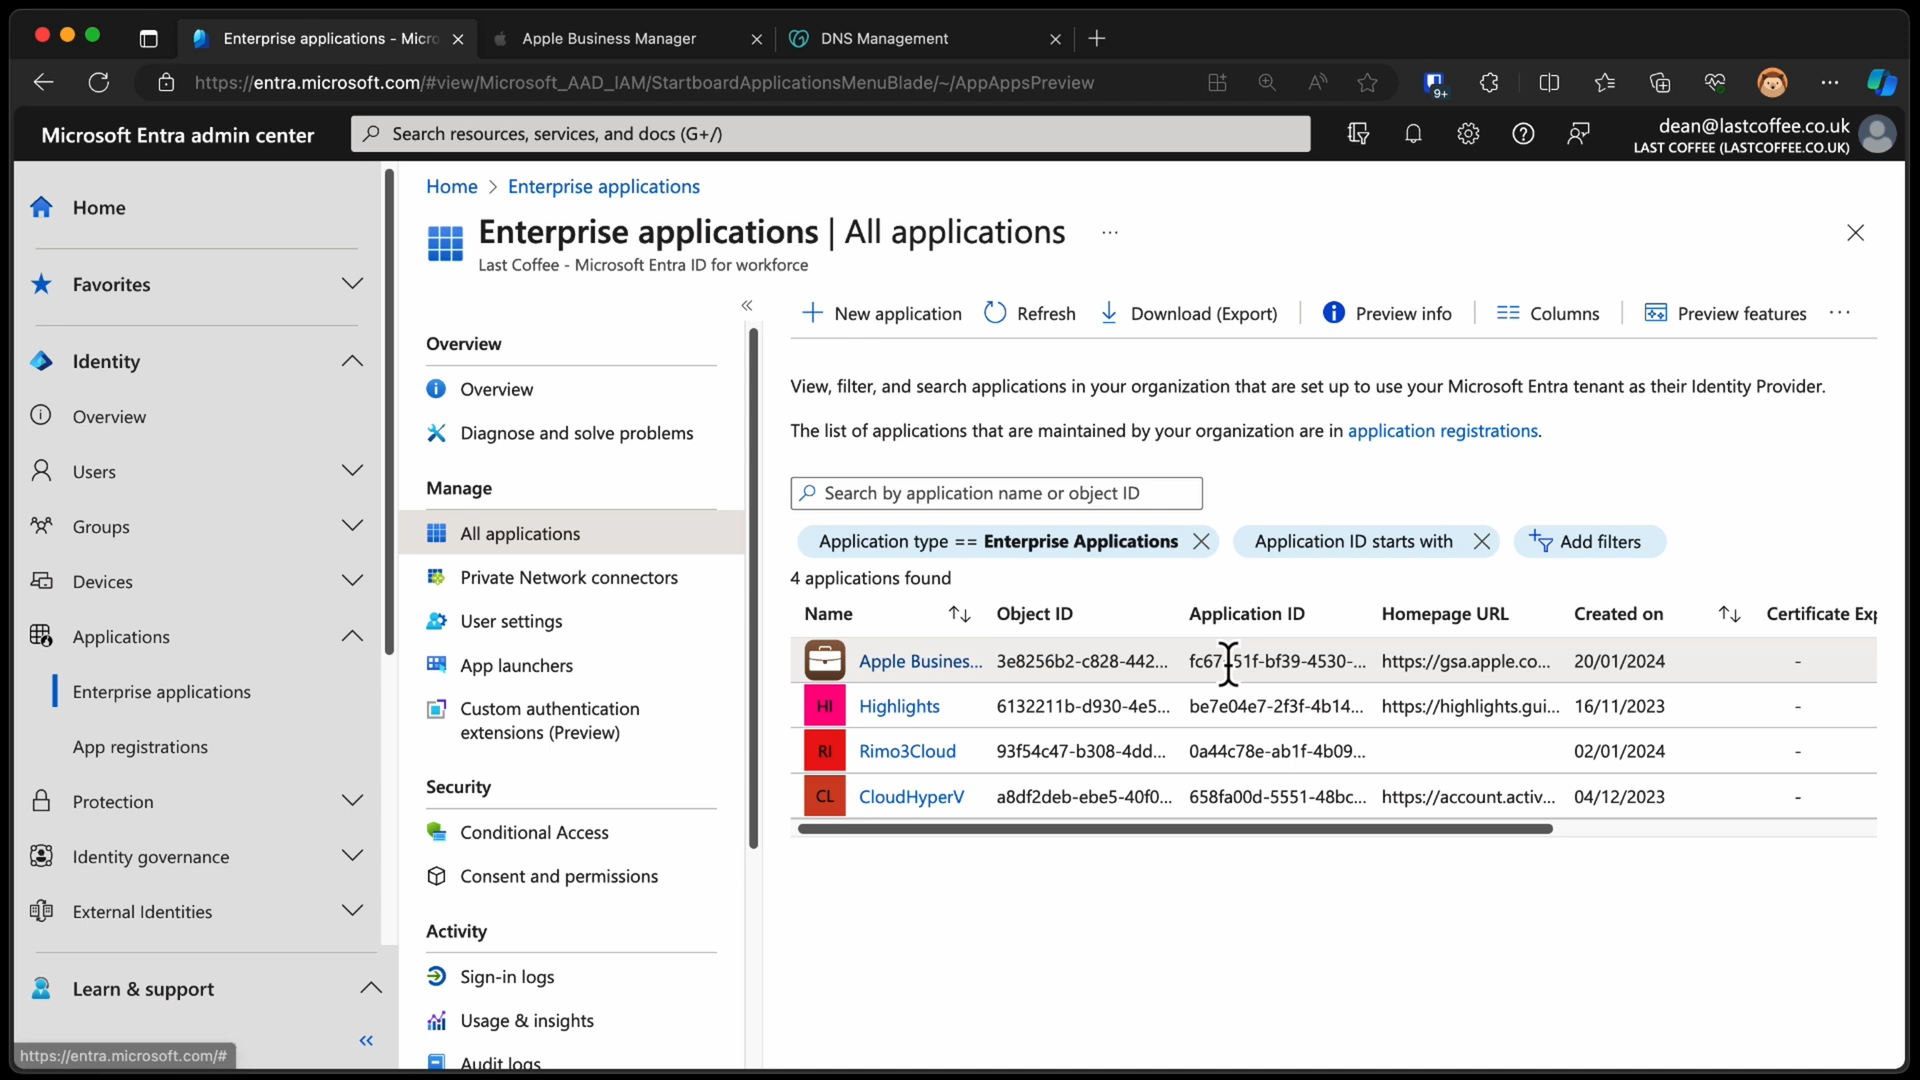 Enterprise applications - Micro
Apple Business Manager
DNS Management
https://entra.microsoft.com/#view/Microsoft_AAD_IAM/StartboardApplicationsMenuBlade/~/AppAppsPreview
9+
Microsoft Entra admin center
Search resources, services, and docs (G+/)
dean@lastcoffee.co.uk
LAST COFFEE (LASTCOFFEE.CO.UK)
Home
Favorites
Identity
Overview
Users
Groups
Devices
Applications
Enterprise applications
App registrations
Protection
Identity governance
External Identities
Learn & support
https://entra.microsoft.com/#
Home > Enterprise applications
Enterprise applications | All applications
Last Coffee - Microsoft Entra ID for workforce
Overview
Overview
Diagnose and solve problems
Manage
All applications
Private Network connectors
User settings
App launchers
Custom authentication
extensions (Preview)
Security
Conditional Access
Consent and permissions
Activity
Sign-in logs
Usage & insights
Audit logs
New application
Refresh
Download (Export)
Preview info
Columns
Preview features
View, filter, and search applications in your organization that are set up to use your Microsoft Entra tenant as their Identity Provider.
The list of applications that are maintained by your organization are in application registrations.
Search by application name or object ID
Application type == Enterprise Applications
Application ID starts with
Add filters
4 applications found
Name Object ID Application ID Homepage URL Created on Certificate Exp
Apple Busines... 3e8256b2-c828-442... -bf39-4530-... https://gsa.apple.co... 20/01/2024 -
HI Highlights 6132211b-d930-4e5... be7e04e7-2f3f-4b14... https://highlights.gui... 16/11/2023 -
RI Rimo3Cloud 93f54c47-b308-4dd... 0a44c78e-ab1f-4b09... 02/01/2024 -
CL CloudHyperV a8df2deb-ebe5-40f0... 658fa00d-5551-48bc... https://account.activ... 04/12/2023 -